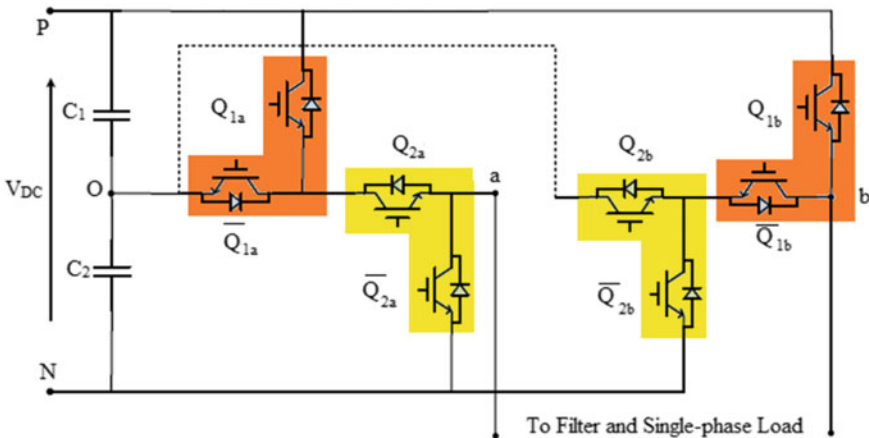 P
C1
Q1a
Q2a
Q2b
Q1b
VDC
O
a
b
Q̅1a
Q̅1b
C2
Q̅2a
Q̅2b
N
To Filter and Single-phase Load